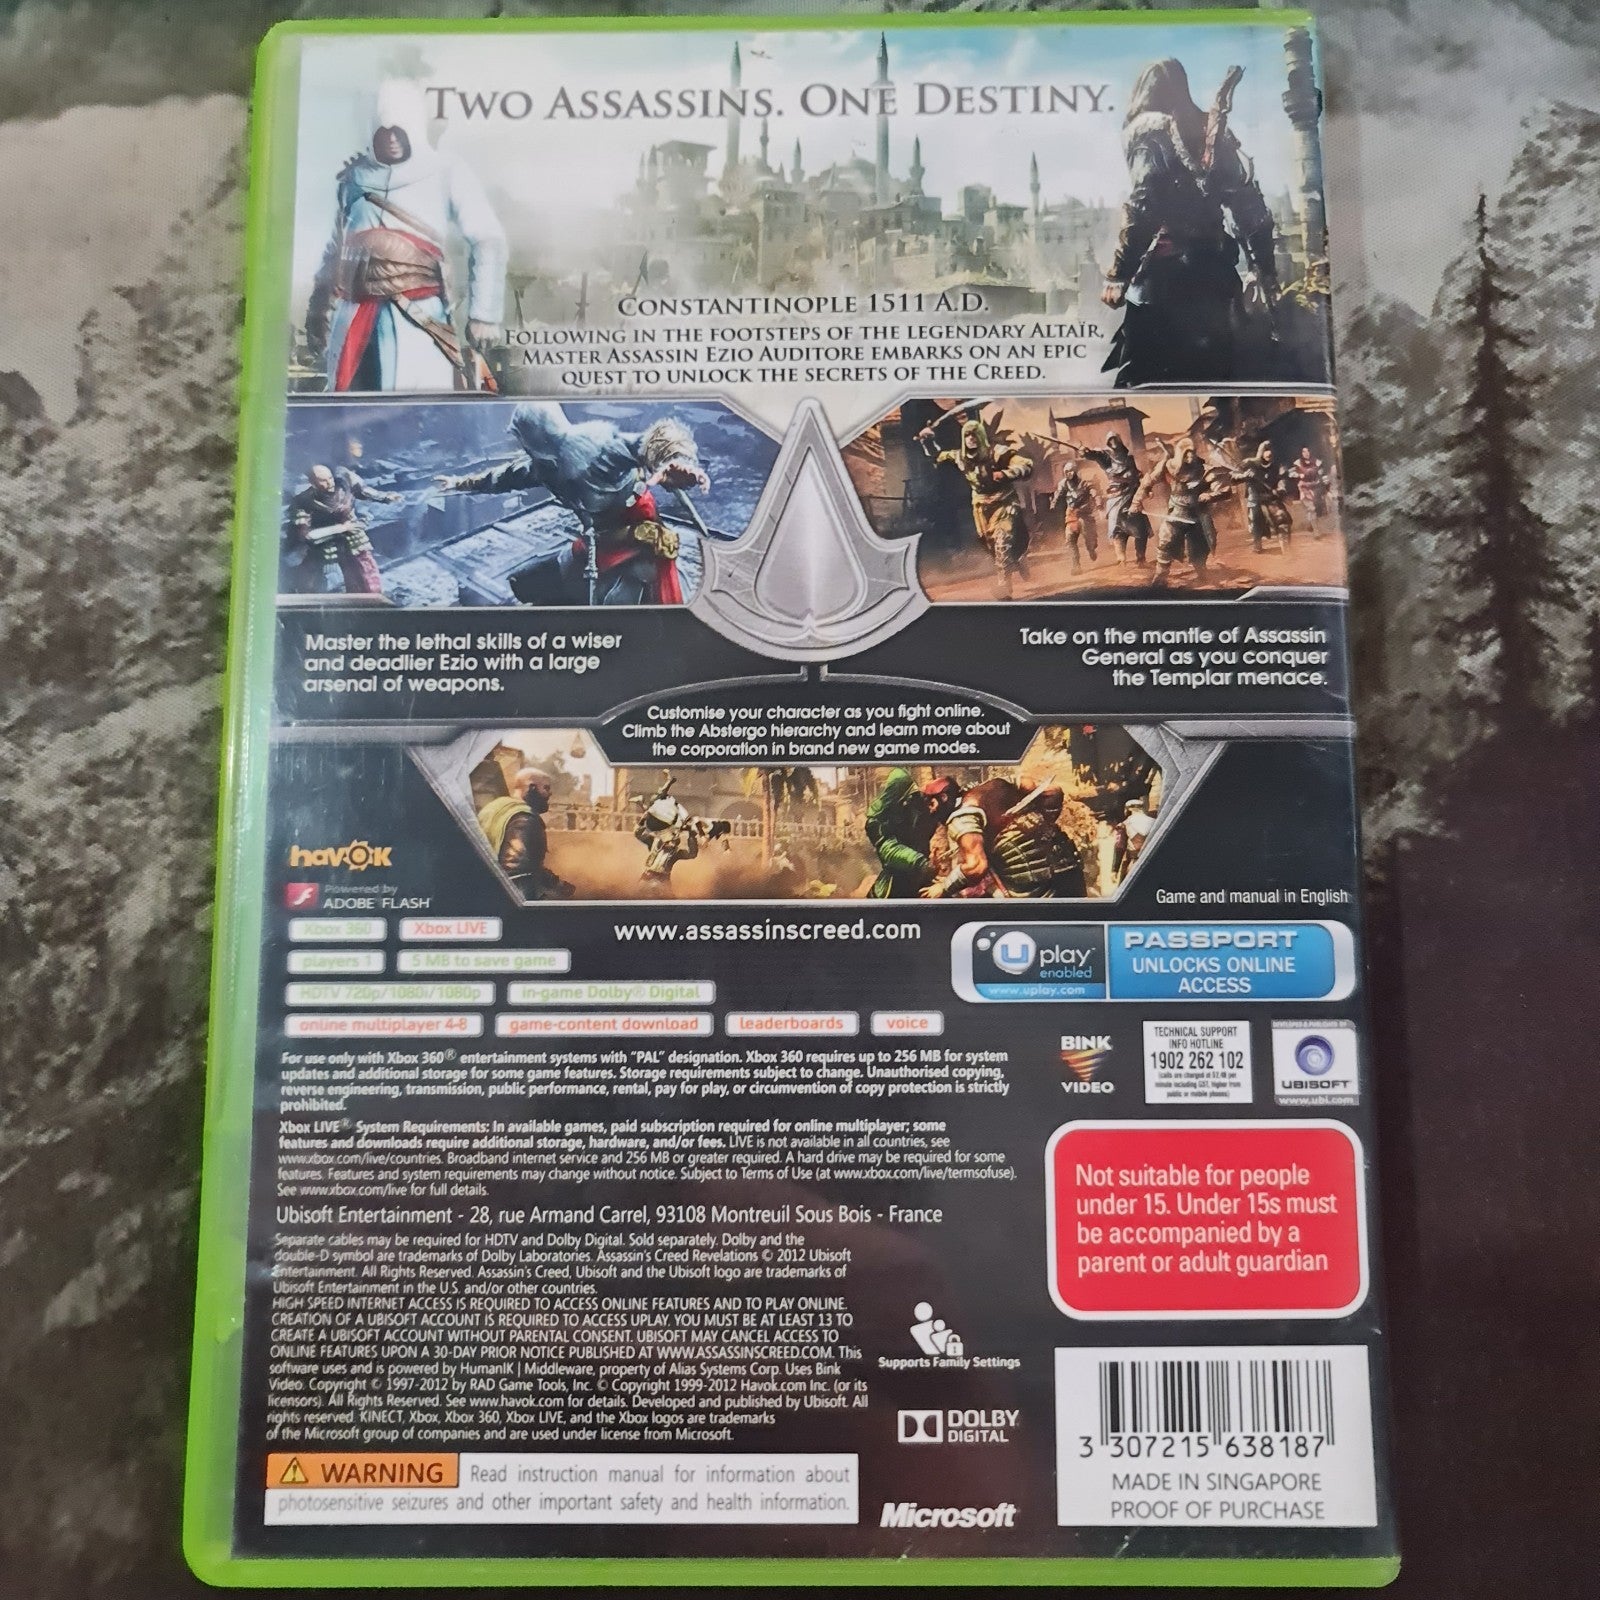 TWO ASSASSINS. ONE DESTINY.
CONSTANTINOPLE 1511 A.D.
FOLLOWING IN THE FOOTSTEPS OF THE LEGENDARY ALTAÏR,
MASTER ASSASSIN EZIO AUDITORE EMBARKS ON AN EPIC
QUEST TO UNLOCK THE SECRETS OF THE CREED.
Master the lethal skills of a wiser
and deadlier Ezio with a large
arsenal of weapons.
Take on the mantle of Assassin
General as you conquer
the Templar menace.
Customise your character as you fight online.
Climb the Abstergo hierarchy and learn more about
the corporation in brand new game modes.
havok
Powered by
ADOBE FLASH
Game and manual in English
Xbox 360 Xbox LIVE
players 1 5 MB to save game
HDTV 720p/1080i/1080p in-game Dolby® Digital
online multiplayer 4-8 game-content download leaderboards voice
www.assassinscreed.com
Uplay
enabled
www.uplay.com
PASSPORT
UNLOCKS ONLINE
ACCESS
For use only with Xbox 360® entertainment systems with "PAL" designation. Xbox 360 requires up to 256 MB for system
updates and additional storage for some game features. Storage requirements subject to change. Unauthorised copying,
reverse engineering, transmission, public performance, rental, pay for play, or circumvention of copy protection is strictly
prohibited.
Xbox LIVE® System Requirements: In available games, paid subscription required for online multiplayer; some
features and downloads require additional storage, hardware, and/or fees. LIVE is not available in all countries, see
www.xbox.com/live/countries. Broadband internet service and 256 MB or greater required. A hard drive may be required for some
features. Features and system requirements may change without notice. Subject to Terms of Use (at www.xbox.com/live/termsofuse).
See www.xbox.com/live for full details.
BINK
VIDEO
TECHNICAL SUPPORT
INFO HOTLINE
1902 262 102
DEVELOPED & PUBLISHED BY
UBISOFT
www.ubi.com
Ubisoft Entertainment - 28, rue Armand Carrel, 93108 Montreuil Sous Bois - France
Separate cables may be required for HDTV and Dolby Digital. Sold separately. Dolby and the
double-D symbol are trademarks of Dolby Laboratories. Assassin's Creed Revelations © 2012 Ubisoft
Entertainment. All Rights Reserved. Assassin's Creed, Ubisoft and the Ubisoft logo are trademarks of
Ubisoft Entertainment in the U.S. and/or other countries.
HIGH SPEED INTERNET ACCESS IS REQUIRED TO ACCESS ONLINE FEATURES AND TO PLAY ONLINE.
CREATION OF A UBISOFT ACCOUNT IS REQUIRED TO ACCESS UPLAY. YOU MUST BE AT LEAST 13 TO
CREATE A UBISOFT ACCOUNT WITHOUT PARENTAL CONSENT. UBISOFT MAY CANCEL ACCESS TO
ONLINE FEATURES UPON A 30-DAY PRIOR NOTICE PUBLISHED AT WWW.ASSASSINSCREED.COM. This
software uses and is powered by HumanIK | Middleware, property of Alias Systems Corp. Uses Bink
Video. Copyright © 1997-2012 by RAD Game Tools, Inc. © Copyright 1999-2012 Havok.com Inc. (or its
licensors). All Rights Reserved. See www.havok.com for details. Developed and published by Ubisoft. All
rights reserved. KINECT, Xbox, Xbox 360, Xbox LIVE, and the Xbox logos are trademarks
of the Microsoft group of companies and are used under license from Microsoft.
Not suitable for people
under 15. Under 15s must
be accompanied by a
parent or adult guardian
Supports Family Settings
DOLBY
DIGITAL
Microsoft
WARNING Read instruction manual for information about
photosensitive seizures and other important safety and health information.
3 307215 638187
MADE IN SINGAPORE
PROOF OF PURCHASE